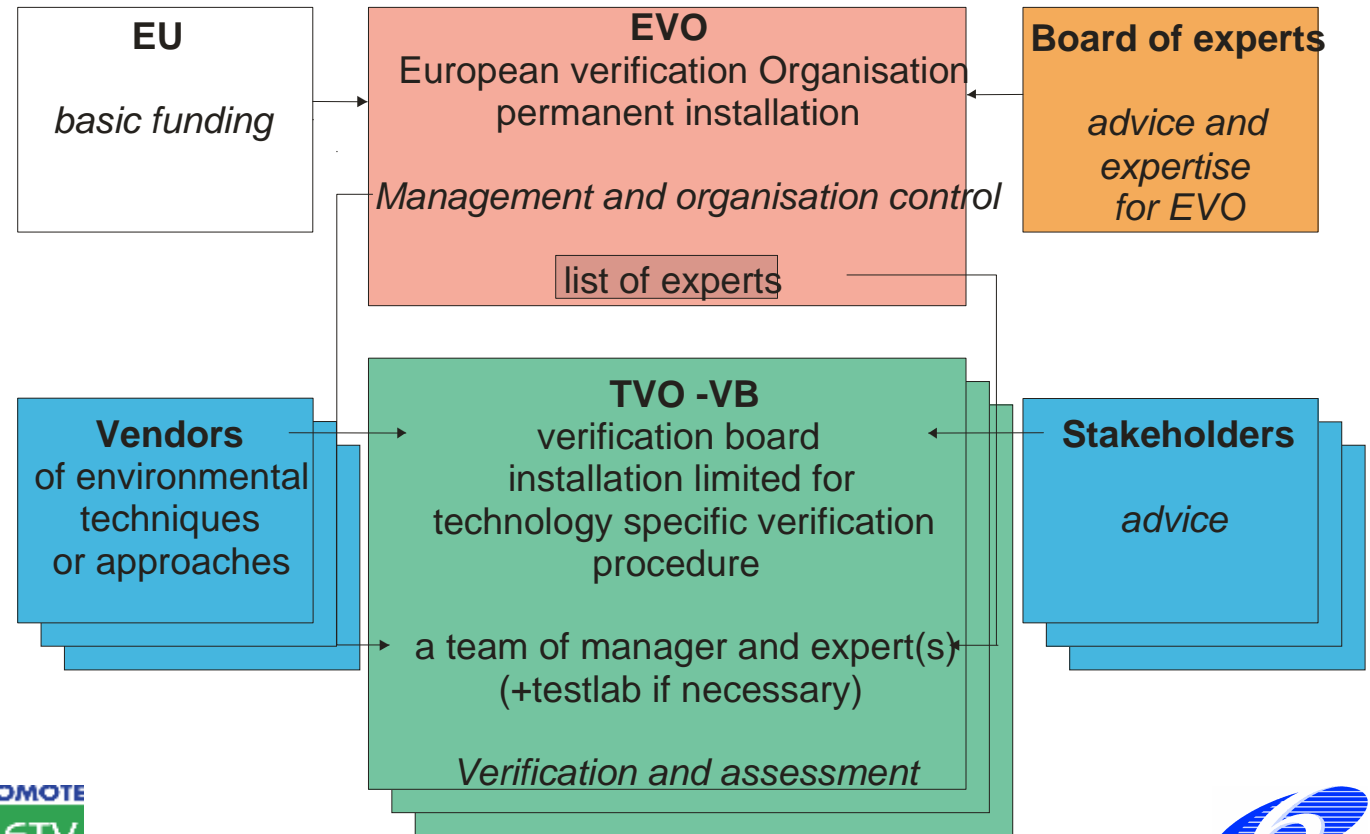 EU
basic funding
EVO
European verification Organisation
permanent installation
Management and organisation control
list of experts
Board of experts
advice and
expertise
for EVO
Vendors
of environmental
techniques
or approaches
TVO -VB
verification board
installation limited for
technology specific verification
procedure
a team of manager and expert(s)
(+testlab if necessary)
Verification and assessment
Stakeholders
advice